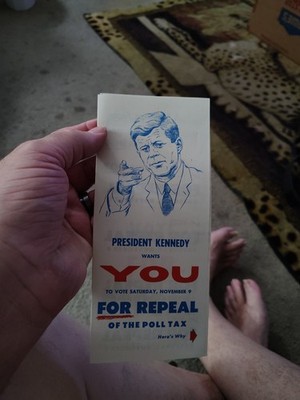 PRESIDENT KENNEDY
WANTS
YOU
TO VOTE SATURDAY, NOVEMBER 9
FOR REPEAL
OF THE POLL TAX
Here's Why